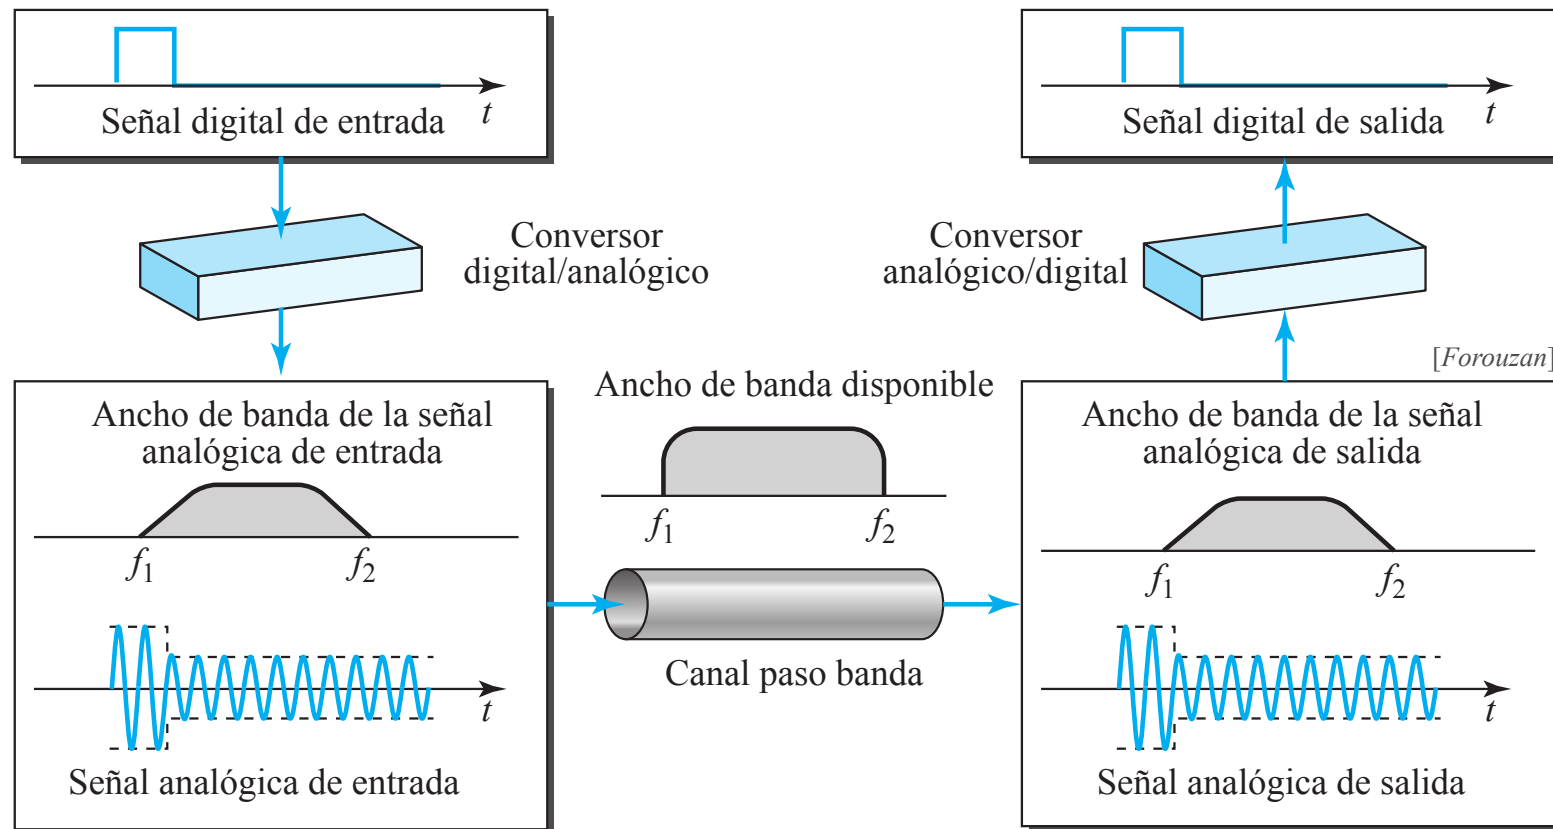 t
Señal digital de entrada
t
Señal digital de salida
Conversor
digital/analógico
Conversor
analógico/digital
[Forouzan]
Ancho de banda de la señal
analógica de entrada
f1
f2
t
Señal analógica de entrada
Ancho de banda disponible
f1
f2
Canal paso banda
Ancho de banda de la señal
analógica de salida
f1
f2
t
Señal analógica de salida